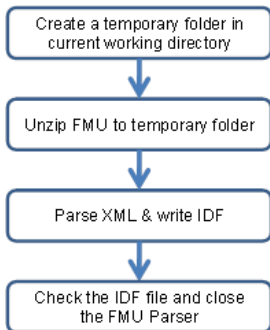 Create a temporary folder in
current working directory
Unzip FMU to temporary folder
Parse XML & write IDF
Check the IDF file and close
the FMU Parser